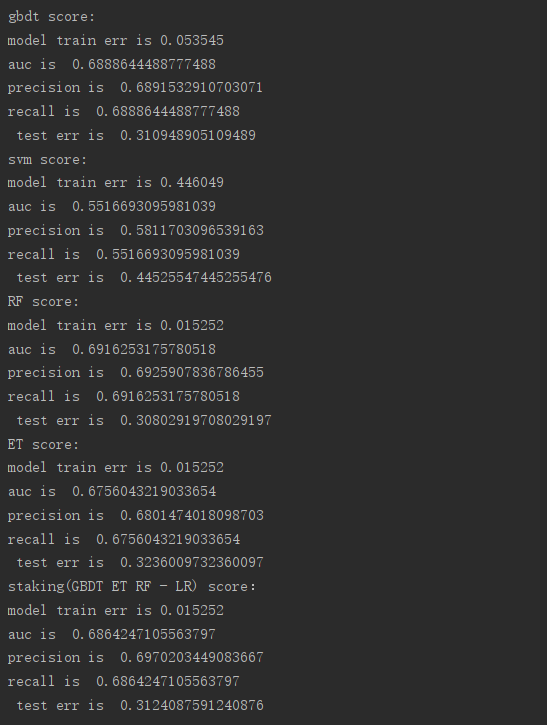 gbdt score:
model train err is 0.053545
auc is  0.6888644488777488
precision is  0.6891532910703071
recall is  0.6888644488777488
 test err is  0.310948905109489
svm score:
model train err is 0.446049
auc is  0.5516693095981039
precision is  0.5811703096539163
recall is  0.5516693095981039
 test err is  0.44525547445255476
RF score:
model train err is 0.015252
auc is  0.6916253175780518
precision is  0.6925907836786455
recall is  0.6916253175780518
 test err is  0.30802919708029197
ET score:
model train err is 0.015252
auc is  0.6756043219033654
precision is  0.6801474018098703
recall is  0.6756043219033654
 test err is  0.3236009732360097
staking(GBDT ET RF - LR) score:
model train err is 0.015252
auc is  0.6864247105563797
precision is  0.6970203449083667
recall is  0.6864247105563797
 test err is  0.3124087591240876